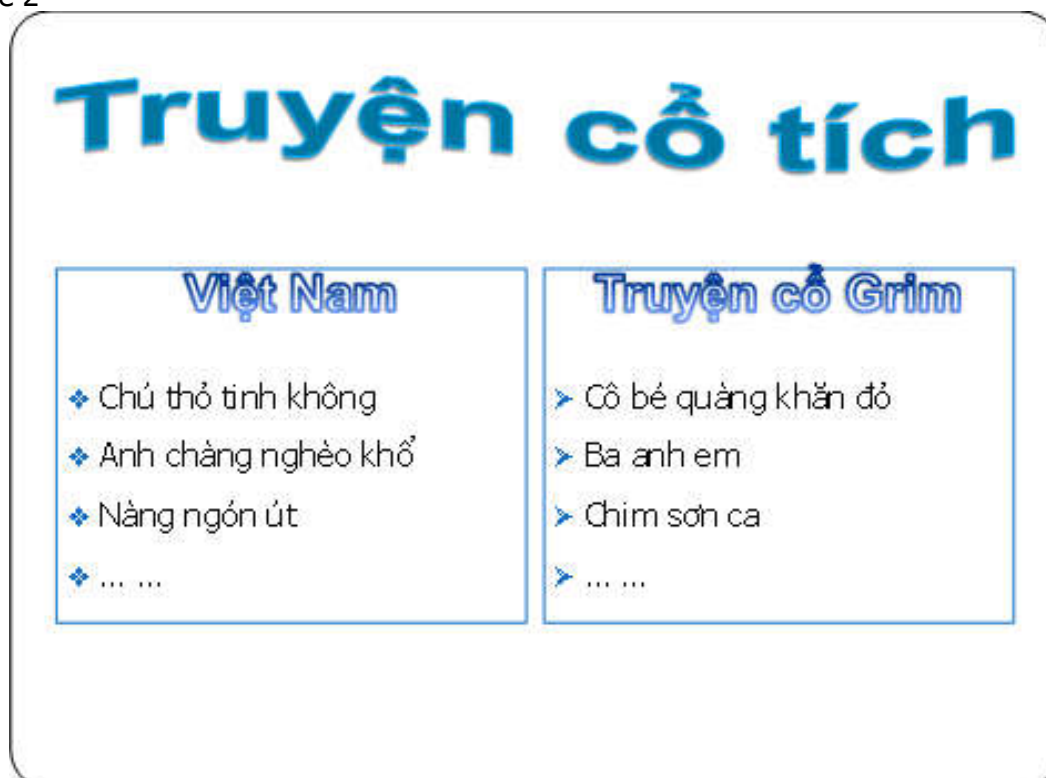 Truyện cổ tích
Việt Nam
Chú thỏ tinh không
Anh chàng nghèo khổ
Nàng ngón út
... ...
Truyện cổ Grim
Cô bé quàng khăn đỏ
Ba anh em
Chim sơn ca
... ...